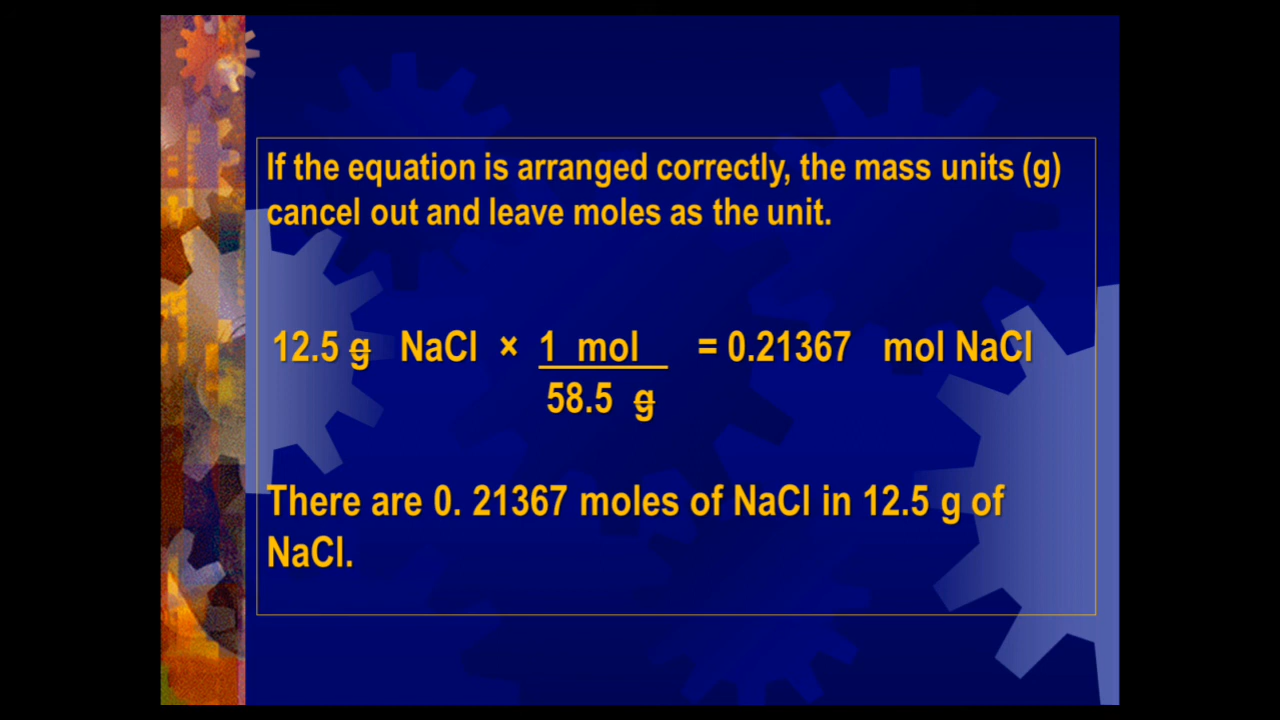 If the equation is arranged correctly, the mass units (g)
cancel out and leave moles as the unit.
12.5 g NaCl × 1 mol = 0.21367 mol NaCl
58.5 g
There are 0. 21367 moles of NaCl in 12.5 g of
NaCl.